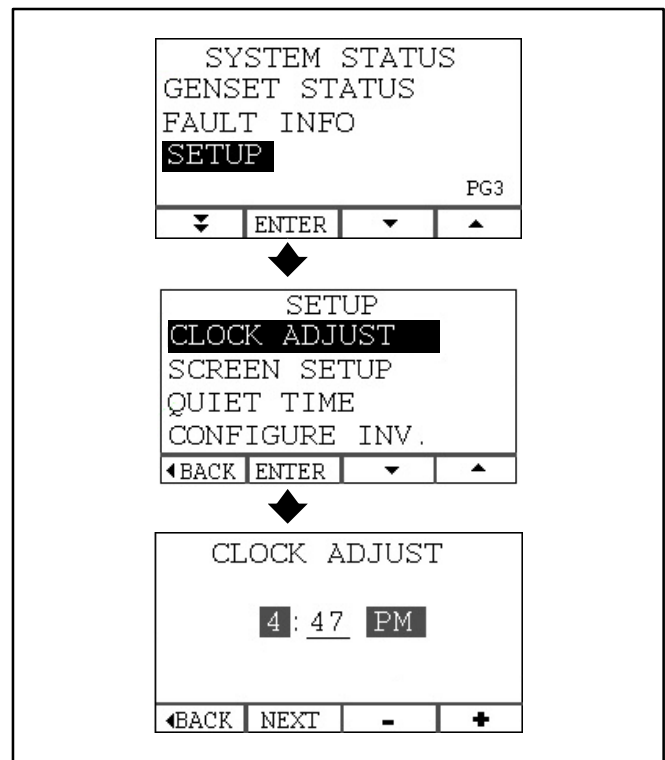 SYSTEM STATUS
GENSET STATUS
FAULT INFO
SETUP
PG3
ENTER
SETUP
CLOCK ADJUST
SCREEN SETUP
QUIET TIME
CONFIGURE INV.
BACK ENTER
CLOCK ADJUST
4:47 PM
BACK NEXT - +